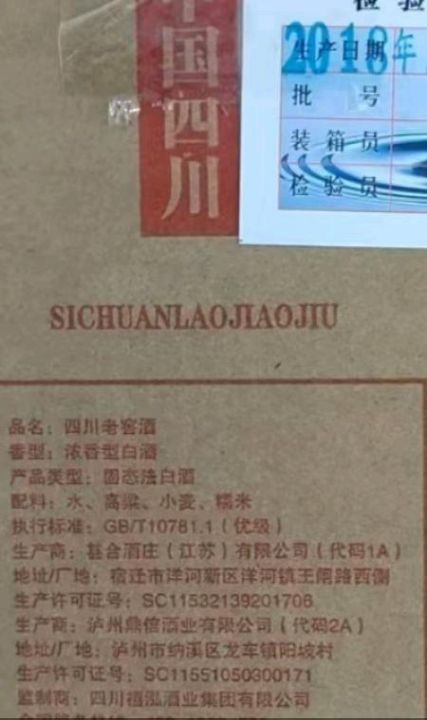 中国四川
检验
2018年
生产日期
批 号
装箱员
检验员
SICHUANLAOJIAOJIU
品名：四川老窖酒
香型：浓香型白酒
产品类型：固态法白酒
配料：水、高粱、小麦、糯米
执行标准：GB/T10781.1（优级）
生产商：甚合酒庄（江苏）有限公司（代码1A）
地址/厂地：宿迁市洋河新区洋河镇王闸路西侧
生产许可证号：SC11532139201706
生产商：泸州鼎信酒业有限公司（代码2A）
地址/厂地：泸州市纳溪区龙车镇阳坡村
生产许可证号：SC11551050300171
监制商：四川禧泓酒业集团有限公司